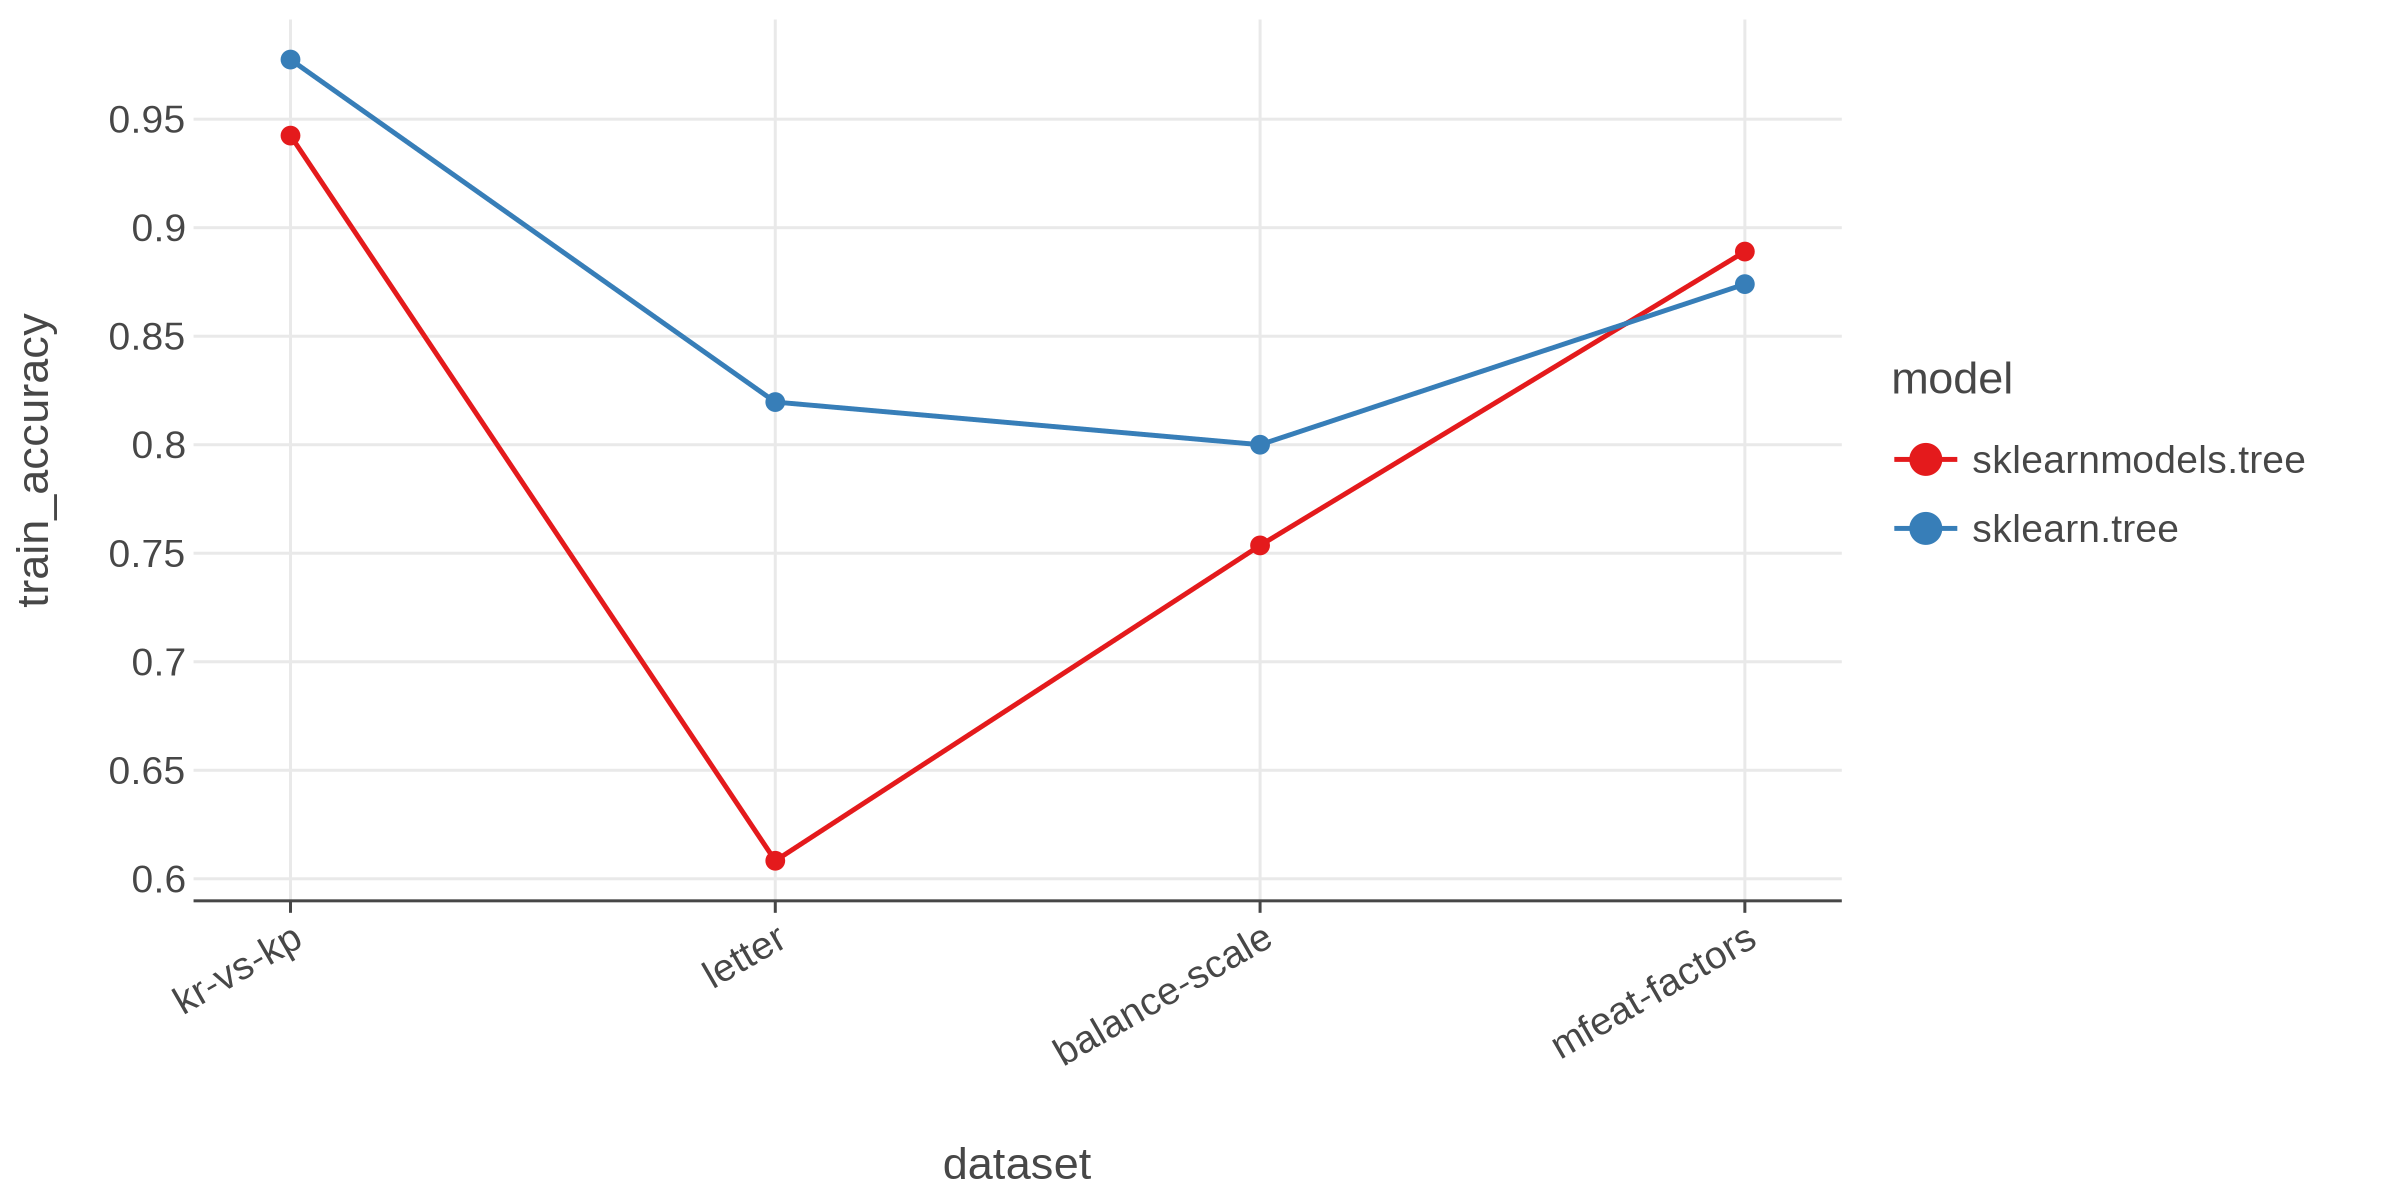 train_accuracy
0.95
0.9
0.85
0.8
0.75
0.7
0.65
0.6
kr-vs-kp
letter
balance-scale
mfeat-factors
dataset
model
sklearnmodels.tree
sklearn.tree